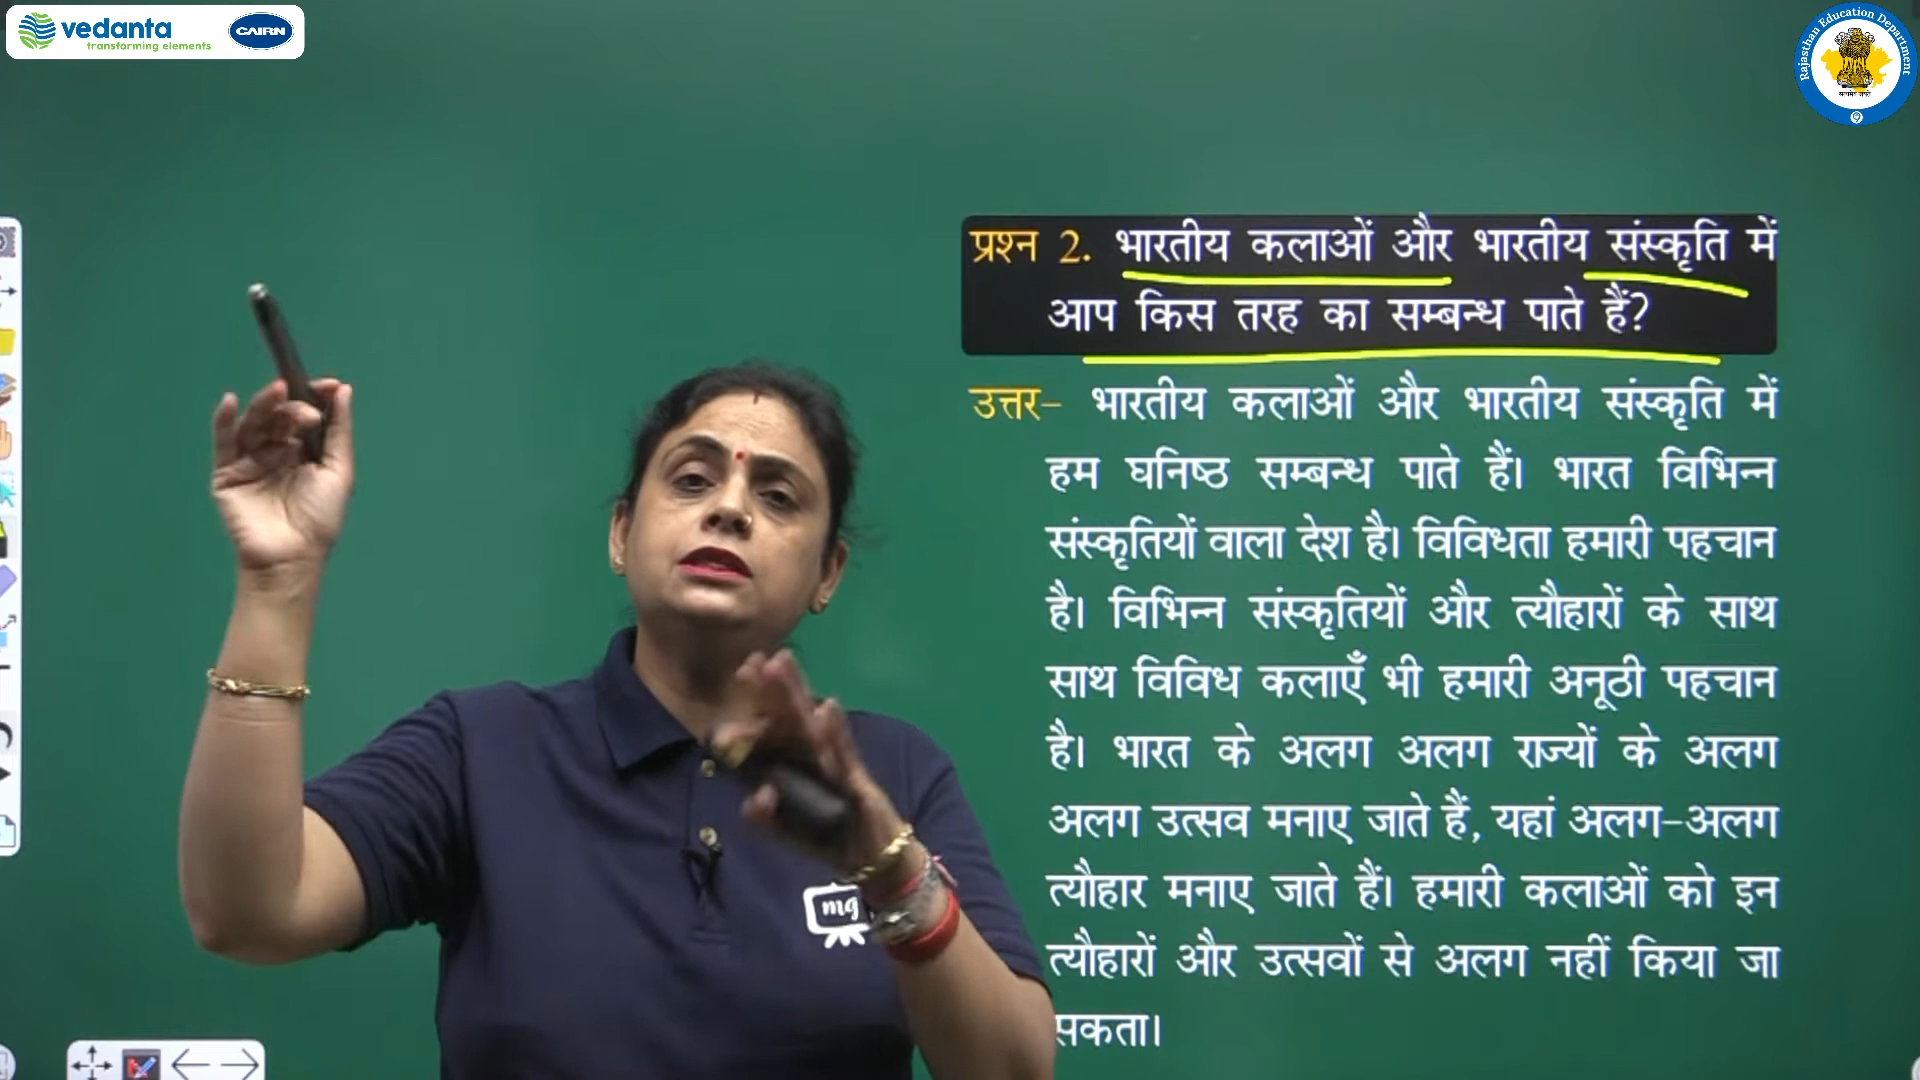 vedanta
transforming elements
CAIRN
Rajasthan Education Department
प्रश्न 2. भारतीय कलाओं और भारतीय संस्कृति में
आप किस तरह का सम्बन्ध पाते हैं?
उत्तर- भारतीय कलाओं और भारतीय संस्कृति में
हम घनिष्ठ सम्बन्ध पाते हैं। भारत विभिन्न
संस्कृतियों वाला देश है। विविधता हमारी पहचान
है। विभिन्न संस्कृतियों और त्यौहारों के साथ
साथ विविध कलाएँ भी हमारी अनूठी पहचान
है। भारत के अलग अलग राज्यों के अलग
अलग उत्सव मनाए जाते हैं, यहां अलग-अलग
त्यौहार मनाए जाते हैं। हमारी कलाओं को इन
त्यौहारों और उत्सवों से अलग नहीं किया जा
सकता।
mg